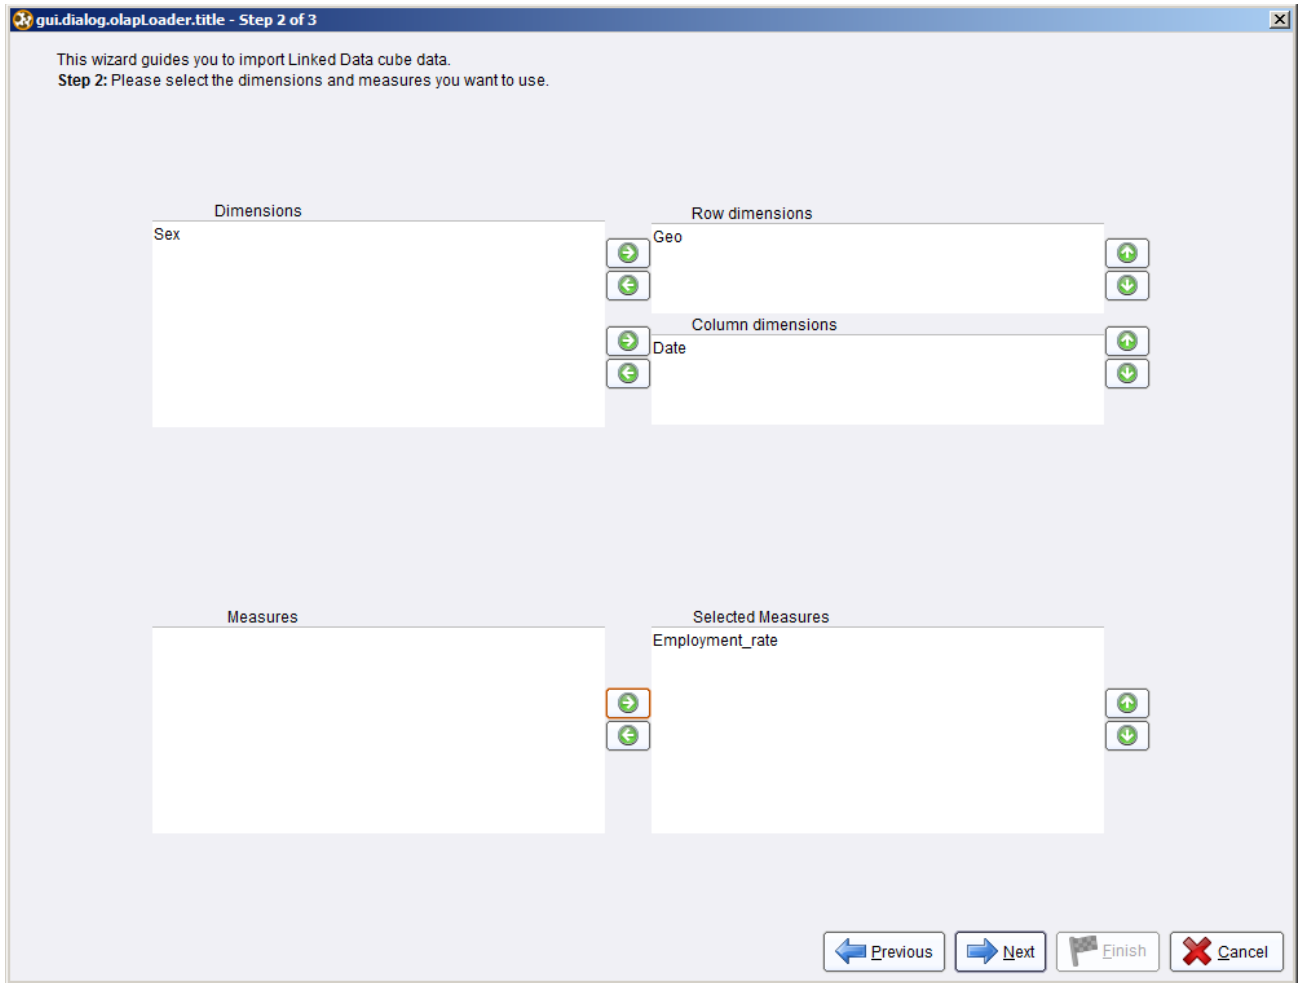 gui.dialog.olapLoader.title - Step 2 of 3
This wizard guides you to import Linked Data cube data.
Step 2: Please select the dimensions and measures you want to use.
Dimensions
Sex
Row dimensions
Geo
Column dimensions
Date
Measures
Selected Measures
Employment_rate
Previous
Next
Finish
Cancel